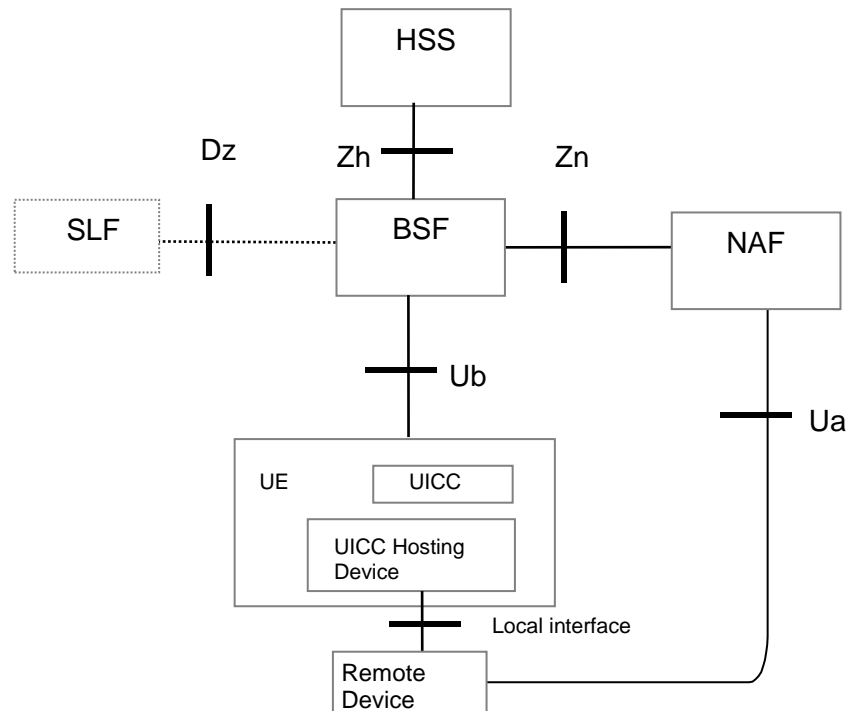 HSS
Dz
Zh
Zn
SLF
BSF
NAF
Ub
Ua
UE
UICC
UICC Hosting
Device
Local interface
Remote
Device